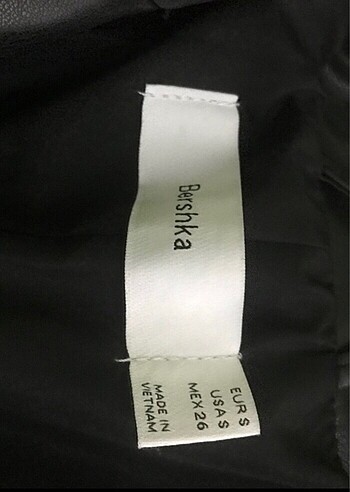 Bershka
EUR S
USA S
MEX 26
MADE IN
VIETNAM